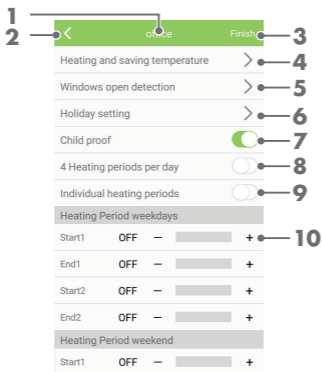 1
2 office Finish 3
Heating and saving temperature 4
Windows open detection 5
Holiday setting 6
Child proof 7
4 Heating periods per day 8
Individual heating periods 9
Heating Period weekdays
Start1 OFF − + 10
End1 OFF − +
Start2 OFF − +
End2 OFF − +
Heating Period weekend
Start1 OFF − +